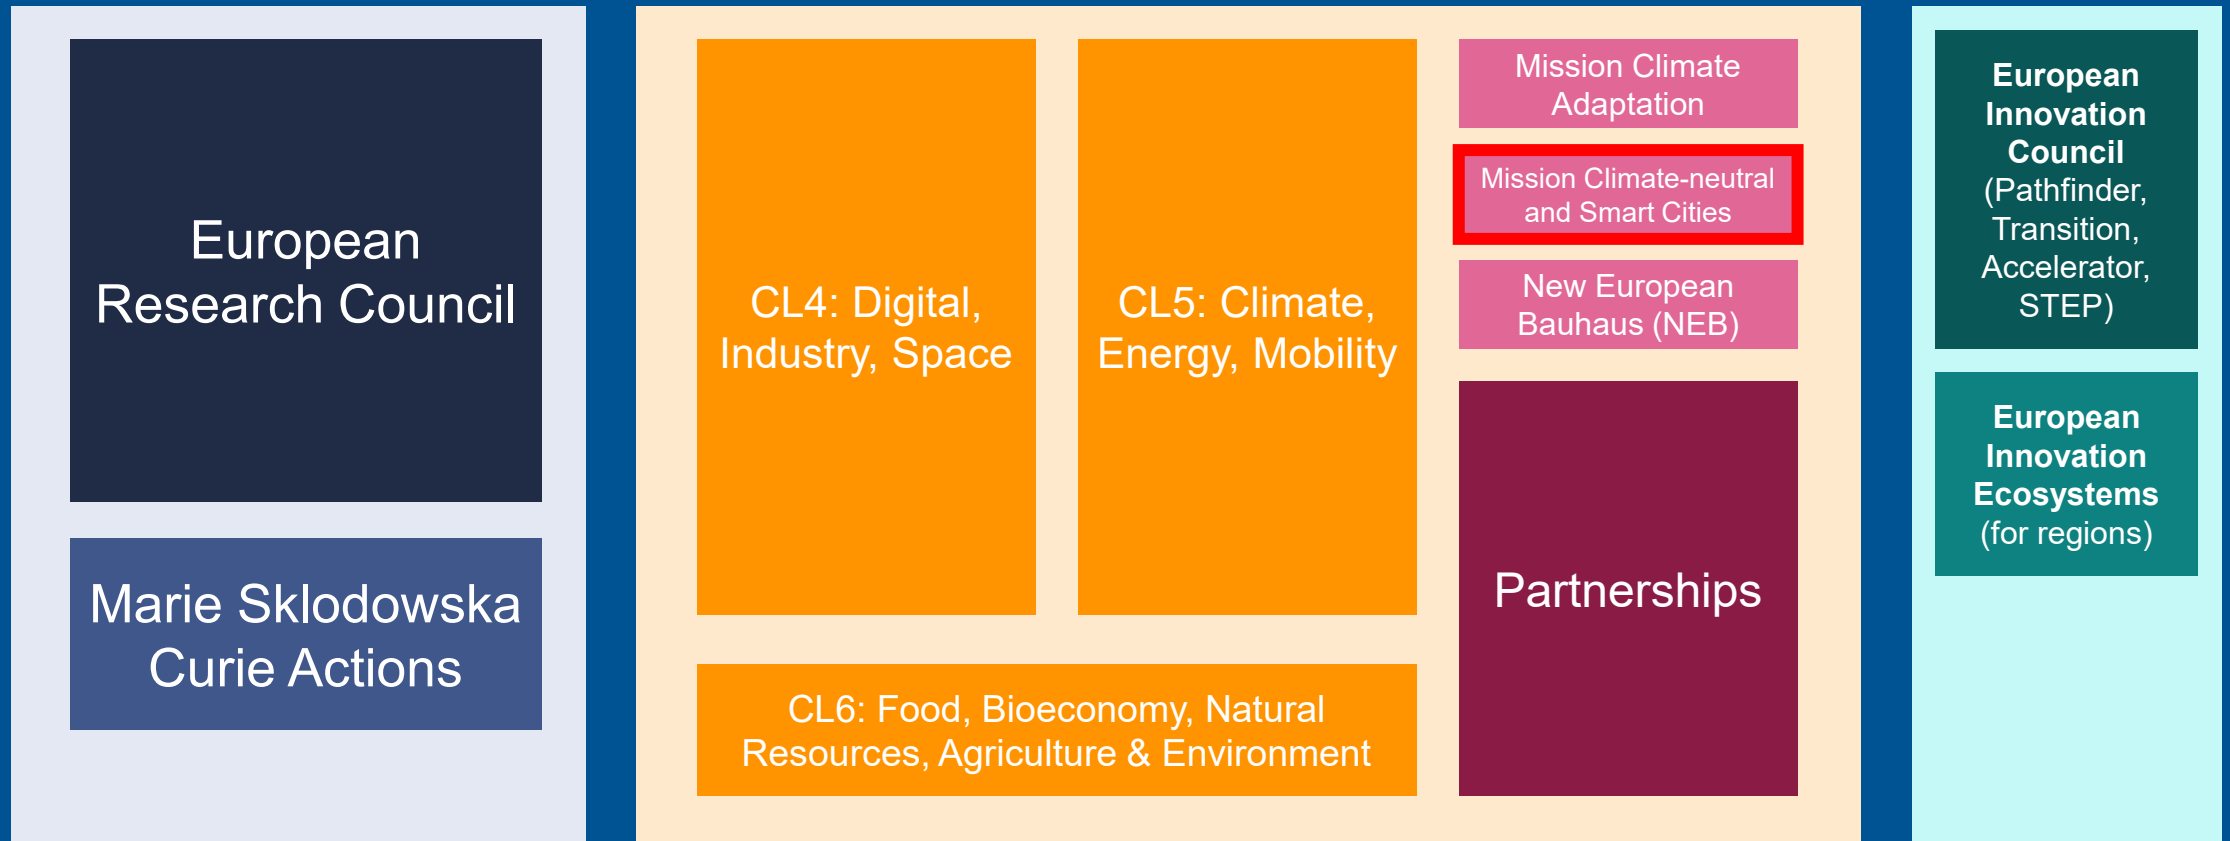 European
Research Council
Marie Sklodowska
Curie Actions
CL4: Digital,
Industry, Space
CL5: Climate,
Energy, Mobility
CL6: Food, Bioeconomy, Natural
Resources, Agriculture & Environment
Mission Climate
Adaptation
Mission Climate-neutral
and Smart Cities
New European
Bauhaus (NEB)
Partnerships
European
Innovation
Council
(Pathfinder,
Transition,
Accelerator,
STEP)
European
Innovation
Ecosystems
(for regions)